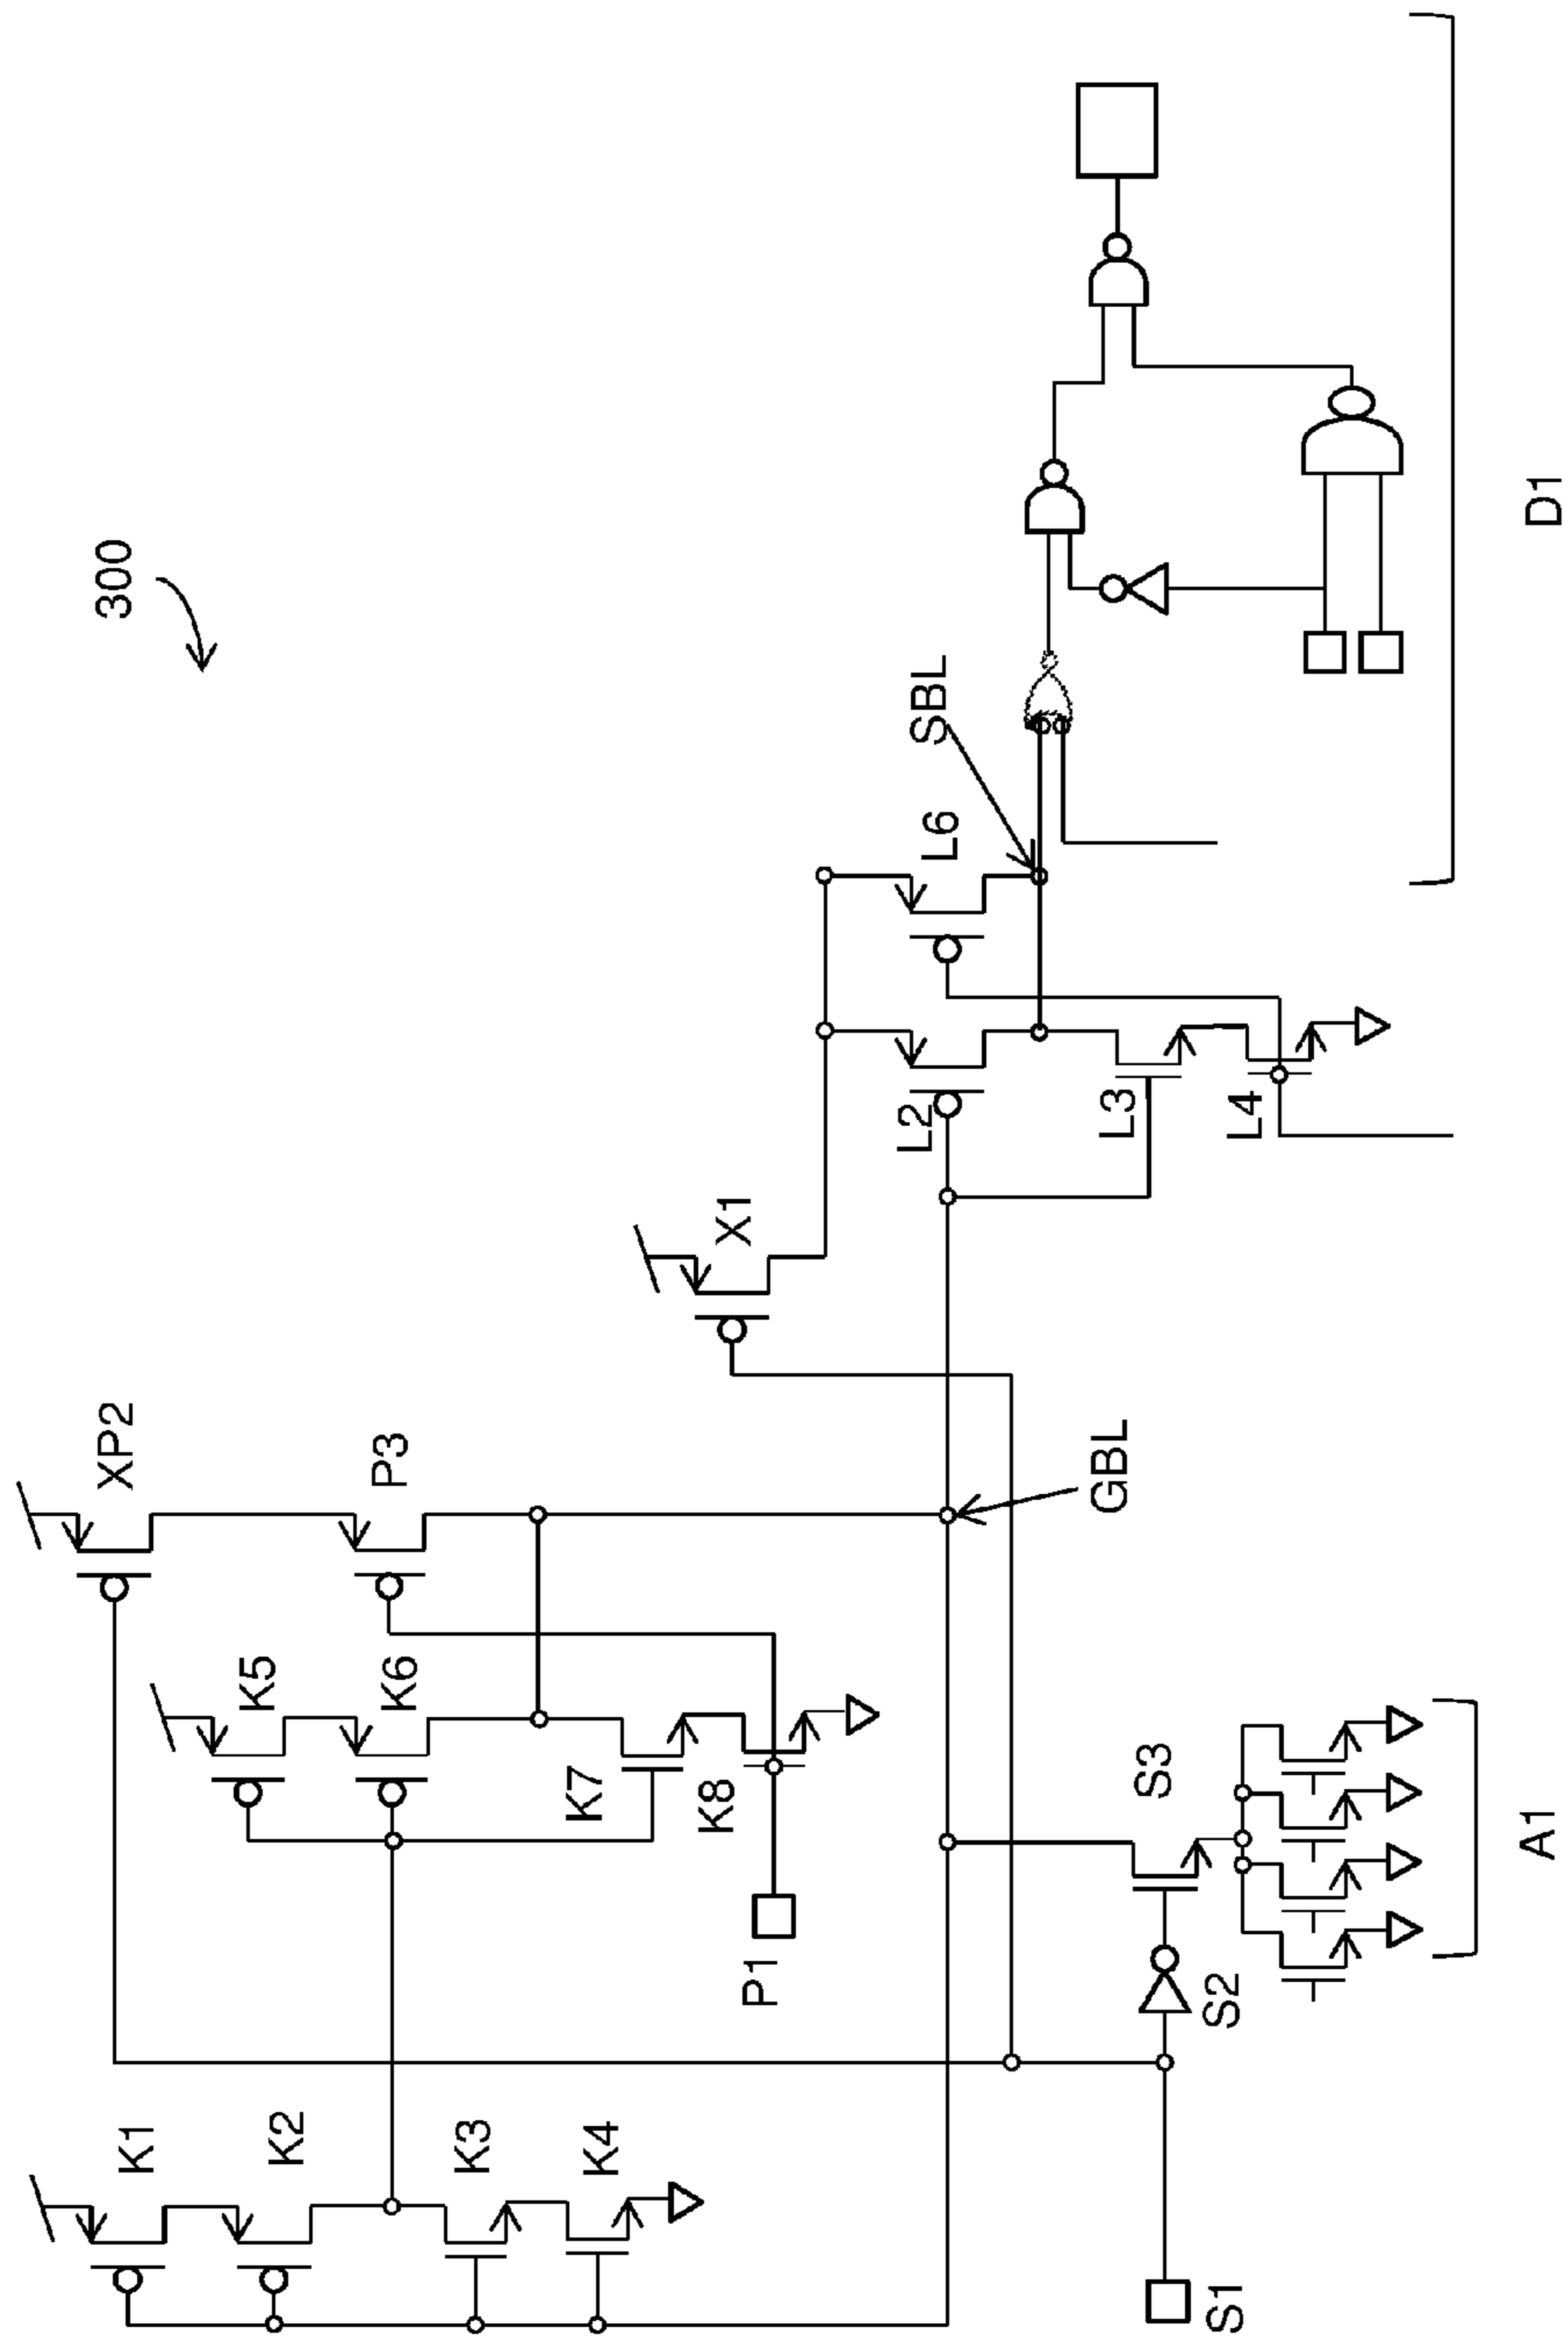 300
D1
SBL
L6
L2
L3
L4
X1
XP2
P3
GBL
K5
K6
K7
K8
P1
S3
S2
A1
K1
K2
K3
K4
S1